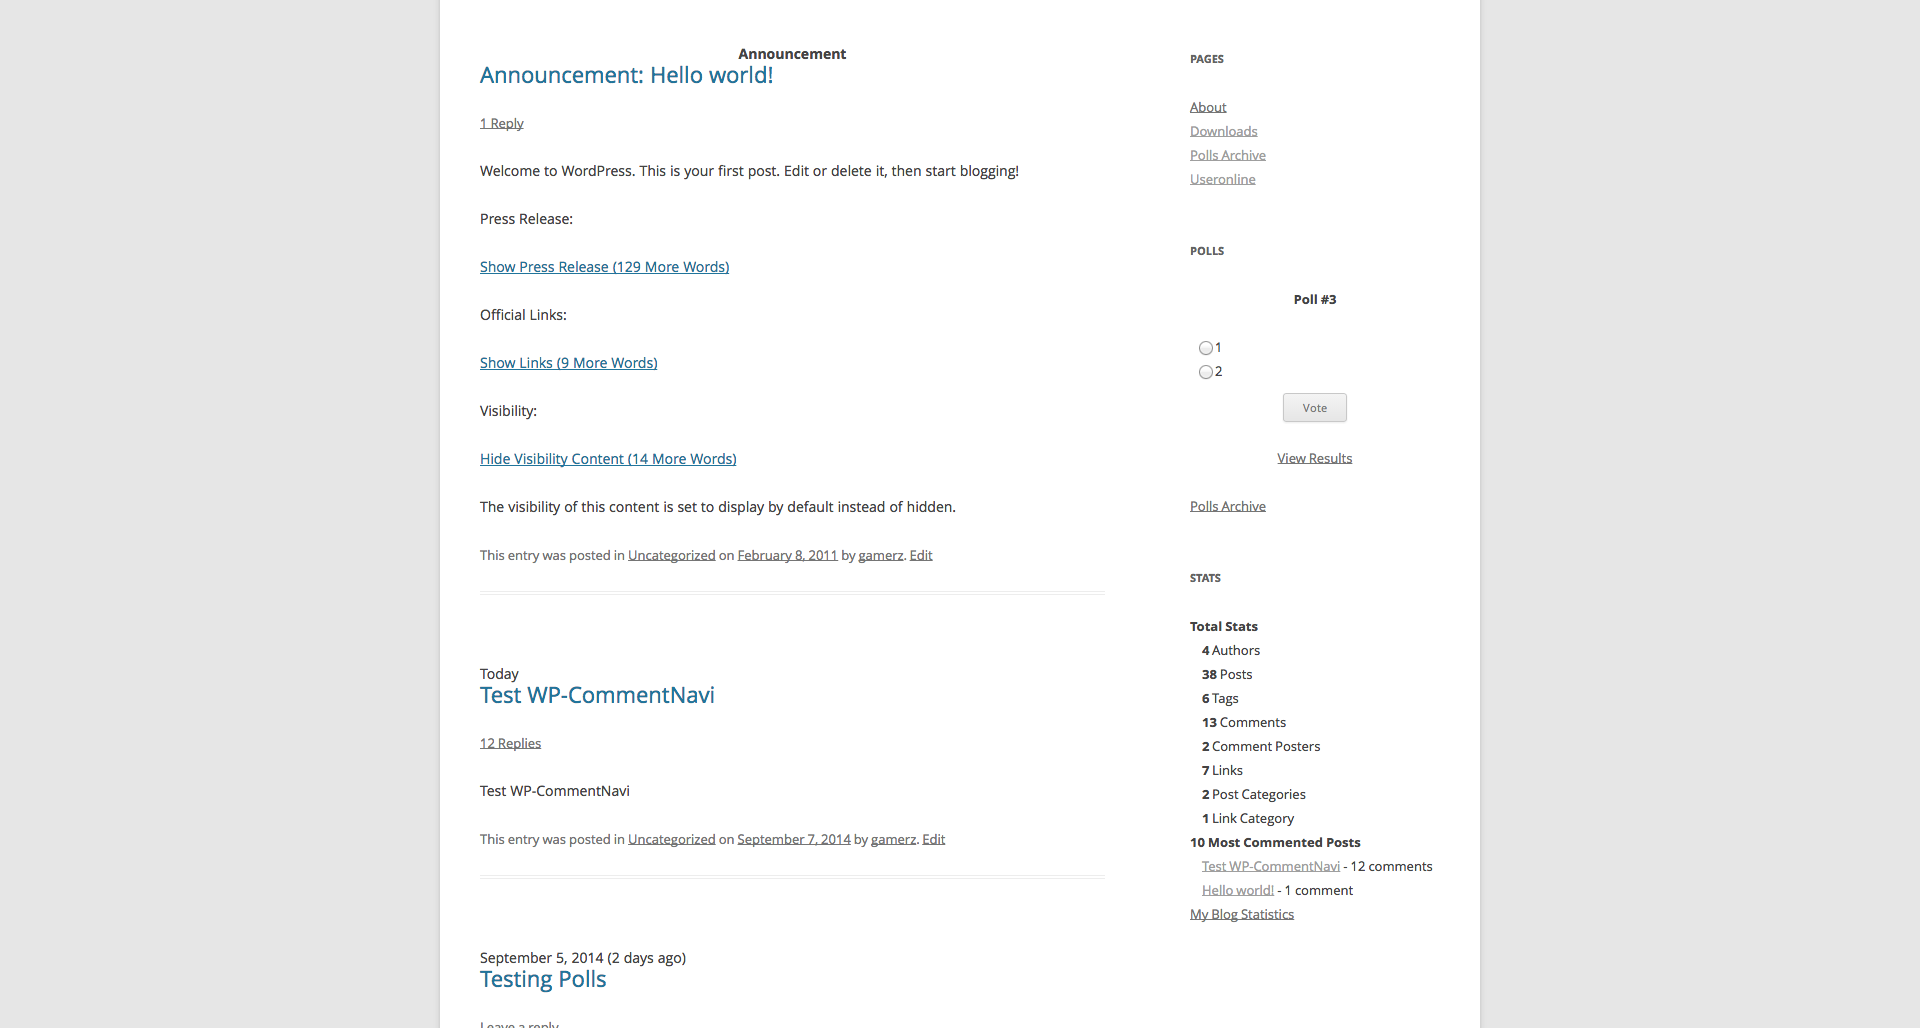 Announcement
Announcement: Hello world!
1 Reply
Welcome to WordPress. This is your first post. Edit or delete it, then start blogging!
Press Release:
Show Press Release (129 More Words)
Official Links:
Show Links (9 More Words)
Visibility:
Hide Visibility Content (14 More Words)
The visibility of this content is set to display by default instead of hidden.
This entry was posted in Uncategorized on February 8, 2011 by gamerz. Edit
Today
Test WP-CommentNavi
12 Replies
Test WP-CommentNavi
This entry was posted in Uncategorized on September 7, 2014 by gamerz. Edit
September 5, 2014 (2 days ago)
Testing Polls
Leave a reply
PAGES
About
Downloads
Polls Archive
Useronline
POLLS
Poll #3
1
2
Vote
View Results
Polls Archive
STATS
Total Stats
4 Authors
38 Posts
6 Tags
13 Comments
2 Comment Posters
7 Links
2 Post Categories
1 Link Category
10 Most Commented Posts
Test WP-CommentNavi - 12 comments
Hello world! - 1 comment
My Blog Statistics